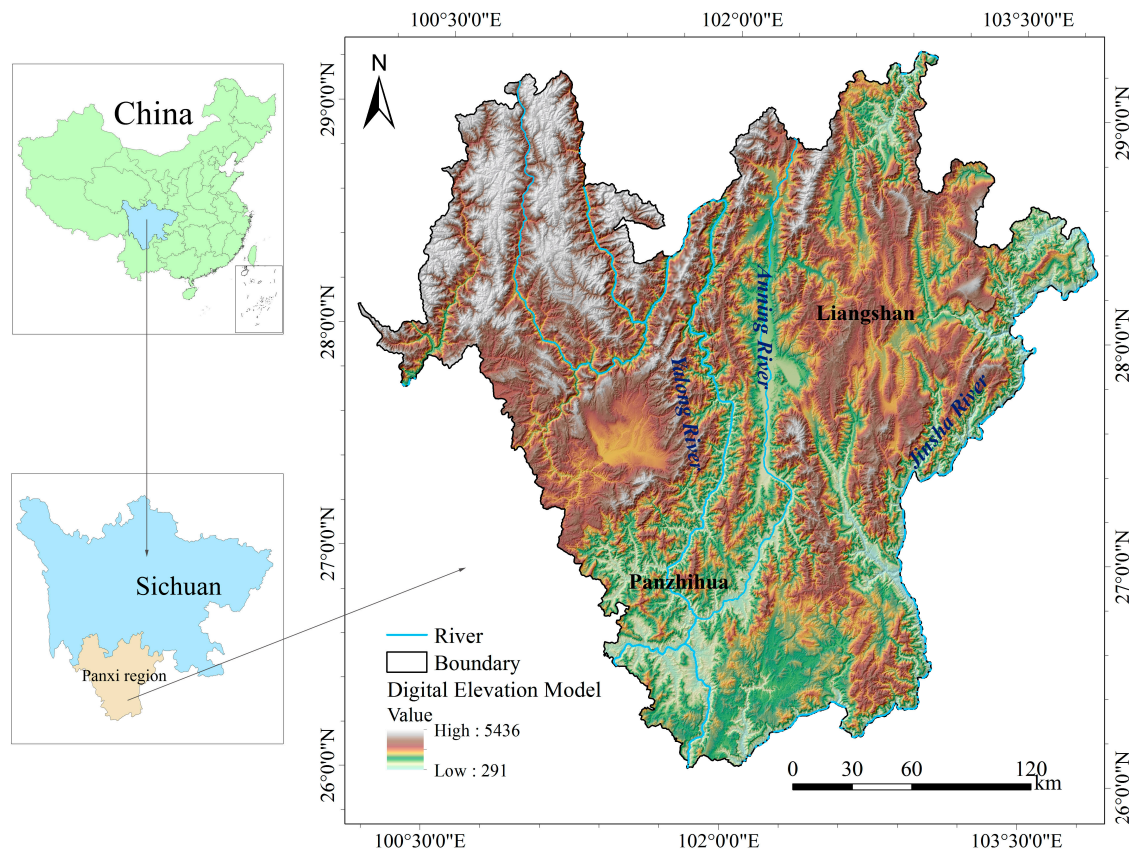 China
Sichuan
Panxi region
100°30'0"E
102°0'0"E
103°30'0"E
29°0'0"N
28°0'0"N
27°0'0"N
26°0'0"N
29°0'0"N
28°0'0"N
27°0'0"N
26°0'0"N
N
Anning River
Liangshan
Yalong River
Jinsha River
Panzhihua
River
Boundary
Digital Elevation Model
Value
High : 5436
Low : 291
0 30 60 120
km
100°30'0"E
102°0'0"E
103°30'0"E